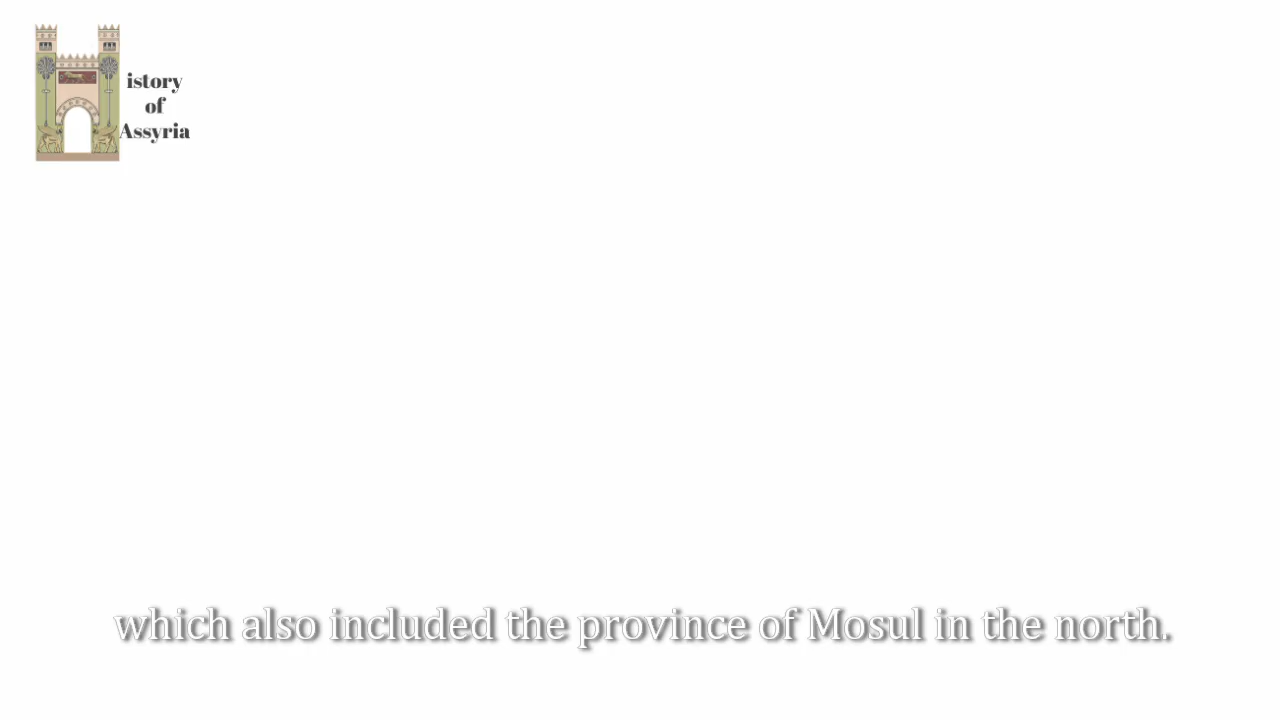 istory
of
Assyria
which also included the province of Mosul in the north.